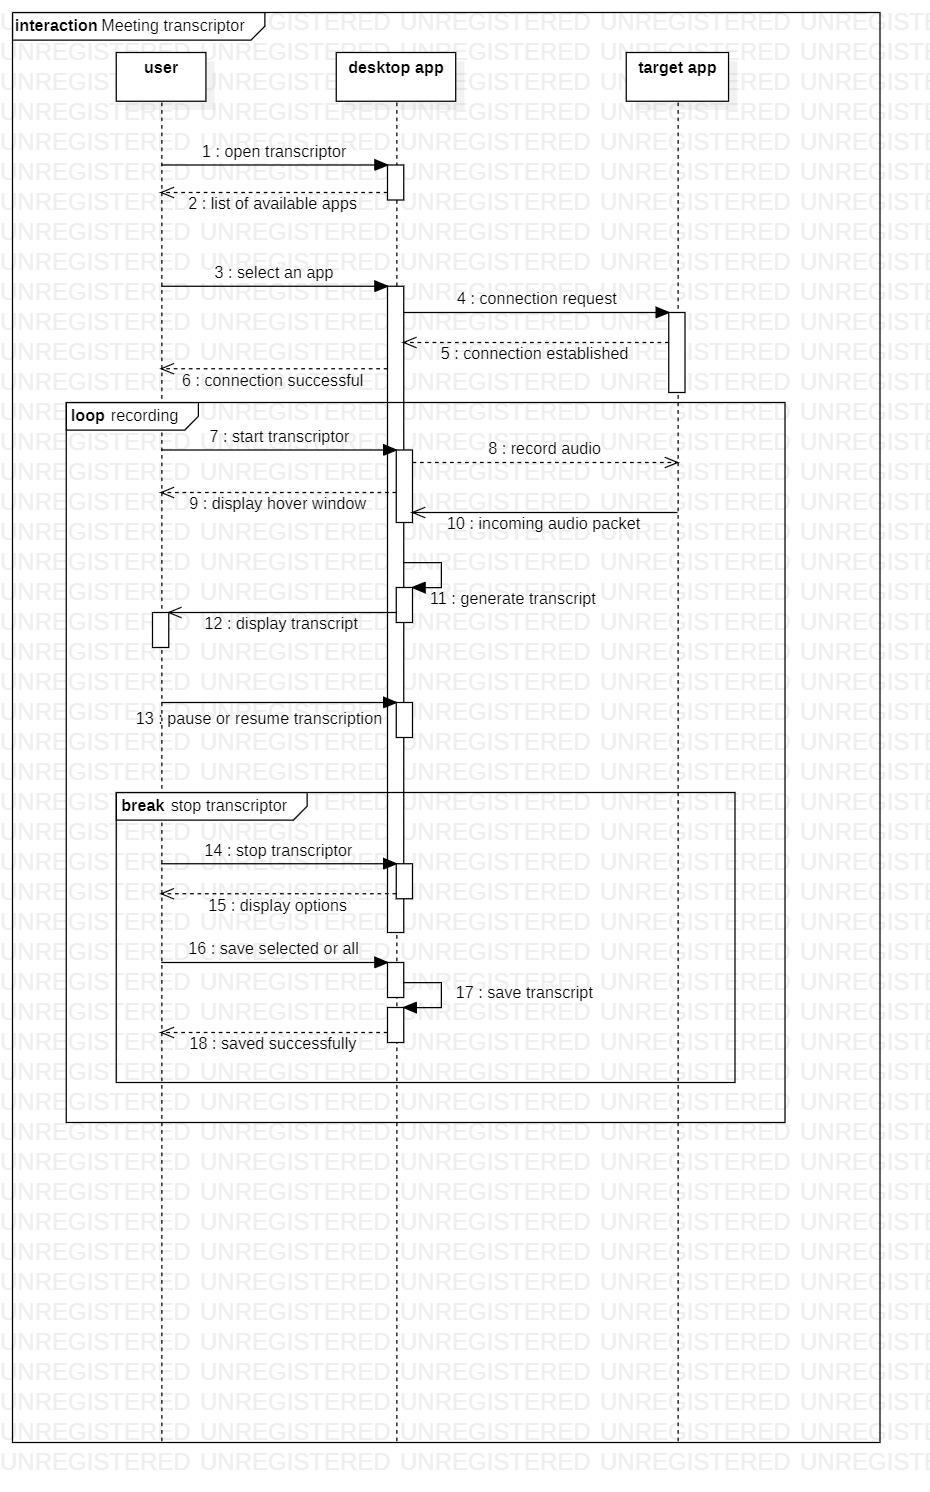 interaction Meeting transcriptor
user
desktop app
target app
1 : open transcriptor
2 : list of available apps
3 : select an app
4 : connection request
5 : connection established
6 : connection successful
loop recording
7 : start transcriptor
8 : record audio
9 : display hover window
10 : incoming audio packet
11 : generate transcript
12 : display transcript
13 : pause or resume transcription
break stop transcriptor
14 : stop transcriptor
15 : display options
16 : save selected or all
17 : save transcript
18 : saved successfully
UNREGISTERED